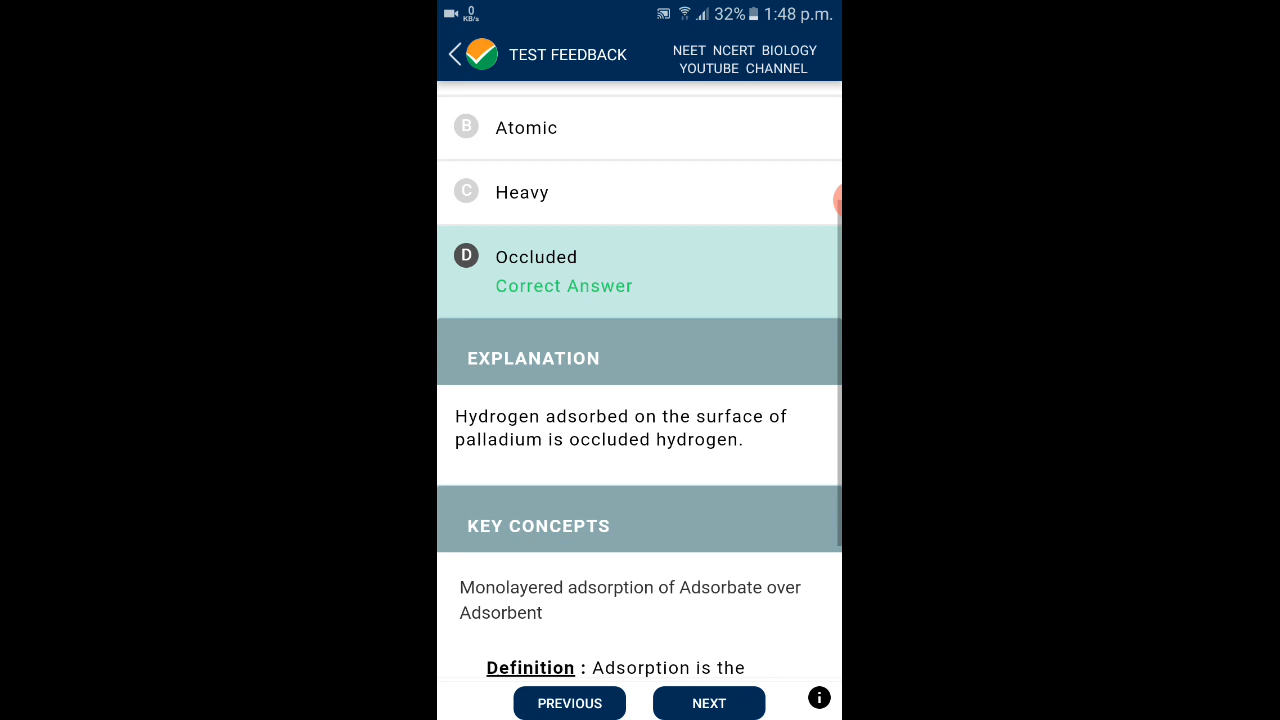 0
KB/s
32% 1:48 p.m.
TEST FEEDBACK
NEET NCERT BIOLOGY
YOUTUBE CHANNEL
B Atomic
C Heavy
D Occluded
Correct Answer
EXPLANATION
Hydrogen adsorbed on the surface of
palladium is occluded hydrogen.
KEY CONCEPTS
Monolayered adsorption of Adsorbate over
Adsorbent
Definition : Adsorption is the
PREVIOUS NEXT i